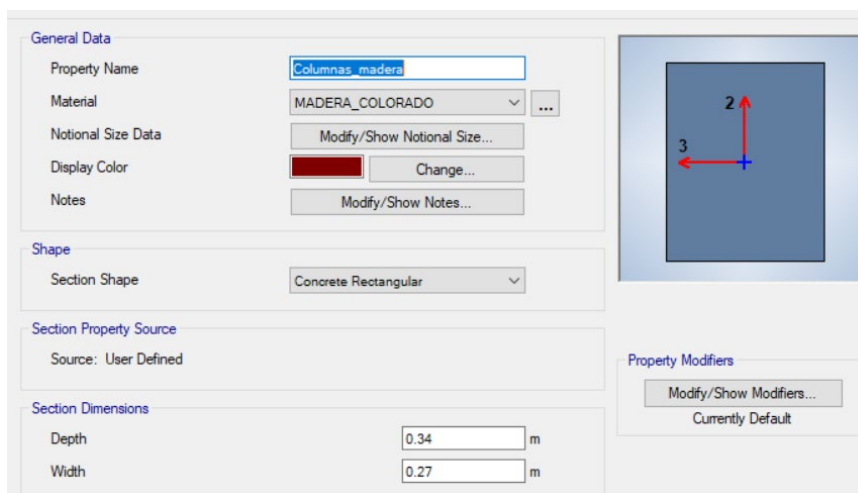 General Data
Property Name Columnas_madera
Material MADERA_COLORADO ...
Notional Size Data Modify/Show Notional Size...
Display Color Change...
Notes Modify/Show Notes...
2
3
Shape
Section Shape Concrete Rectangular
Section Property Source
Source: User Defined
Property Modifiers
Modify/Show Modifiers...
Currently Default
Section Dimensions
Depth 0.34 m
Width 0.27 m